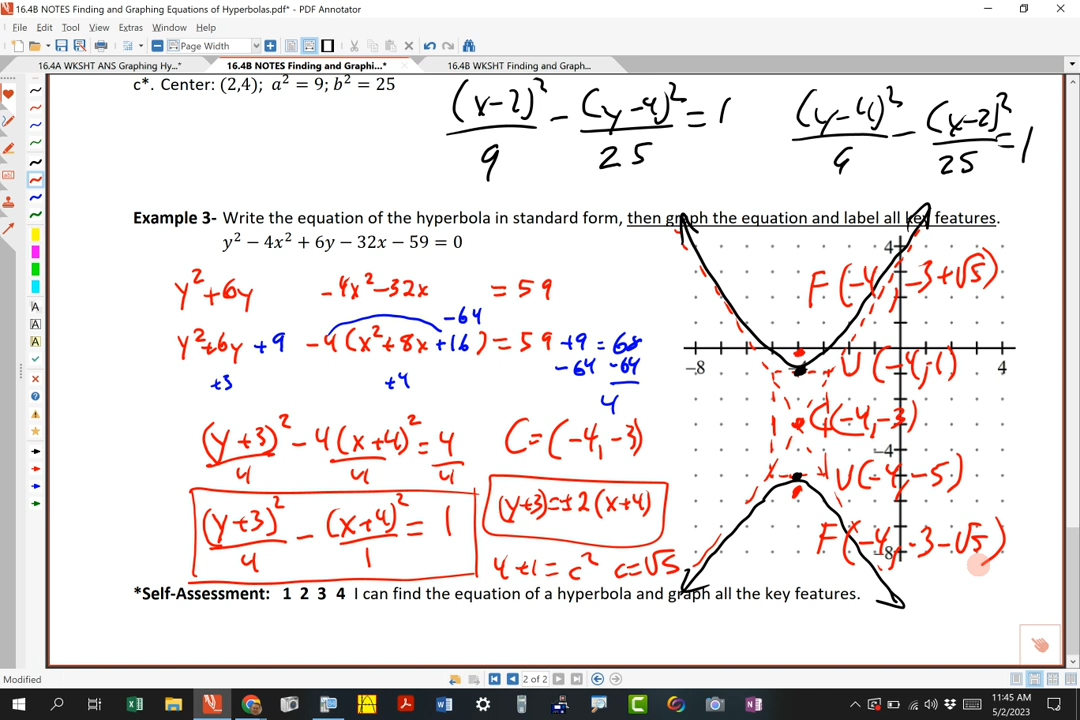 16.4B NOTES Finding and Graphing Equations of Hyperbolas.pdf* - PDF Annotator
File Edit Tool View Extras Window Help
Page Width
16.4A WKSHT ANS Graphing Hy...* 16.4B NOTES Finding and Graphi...* 16.4B WKSHT Finding and Graph...
c*. Center: (2,4); a² = 9; b² = 25
(x-2)²/9 - (y-4)²/25 = 1 (y-4)²/9 - (x-2)²/25 = 1
Example 3- Write the equation of the hyperbola in standard form, then graph the equation and label all key features.
y² − 4x² + 6y − 32x − 59 = 0
y²+6y -4x²-32x = 59
-64
y²+6y +9 -4(x²+8x+16) = 59 +9 = 68
+3 +4 -64 -64
4
(y+3)²/4 - 4(x+4)²/4 = 4/4 C=(-4,-3)
(y+3)²/4 - (x+4)²/1 = 1
(y+3)=±2(x+4)
4+1=c² c=√5
4
F(-4, -3+√5)
−8 4
V(-4,-1)
C(-4,-3)
−4
V(-4,-5)
F(-4,-3-√5)
−8
*Self-Assessment: 1 2 3 4 I can find the equation of a hyperbola and graph all the key features.
Modified 2 of 2
11:45 AM
5/2/2023